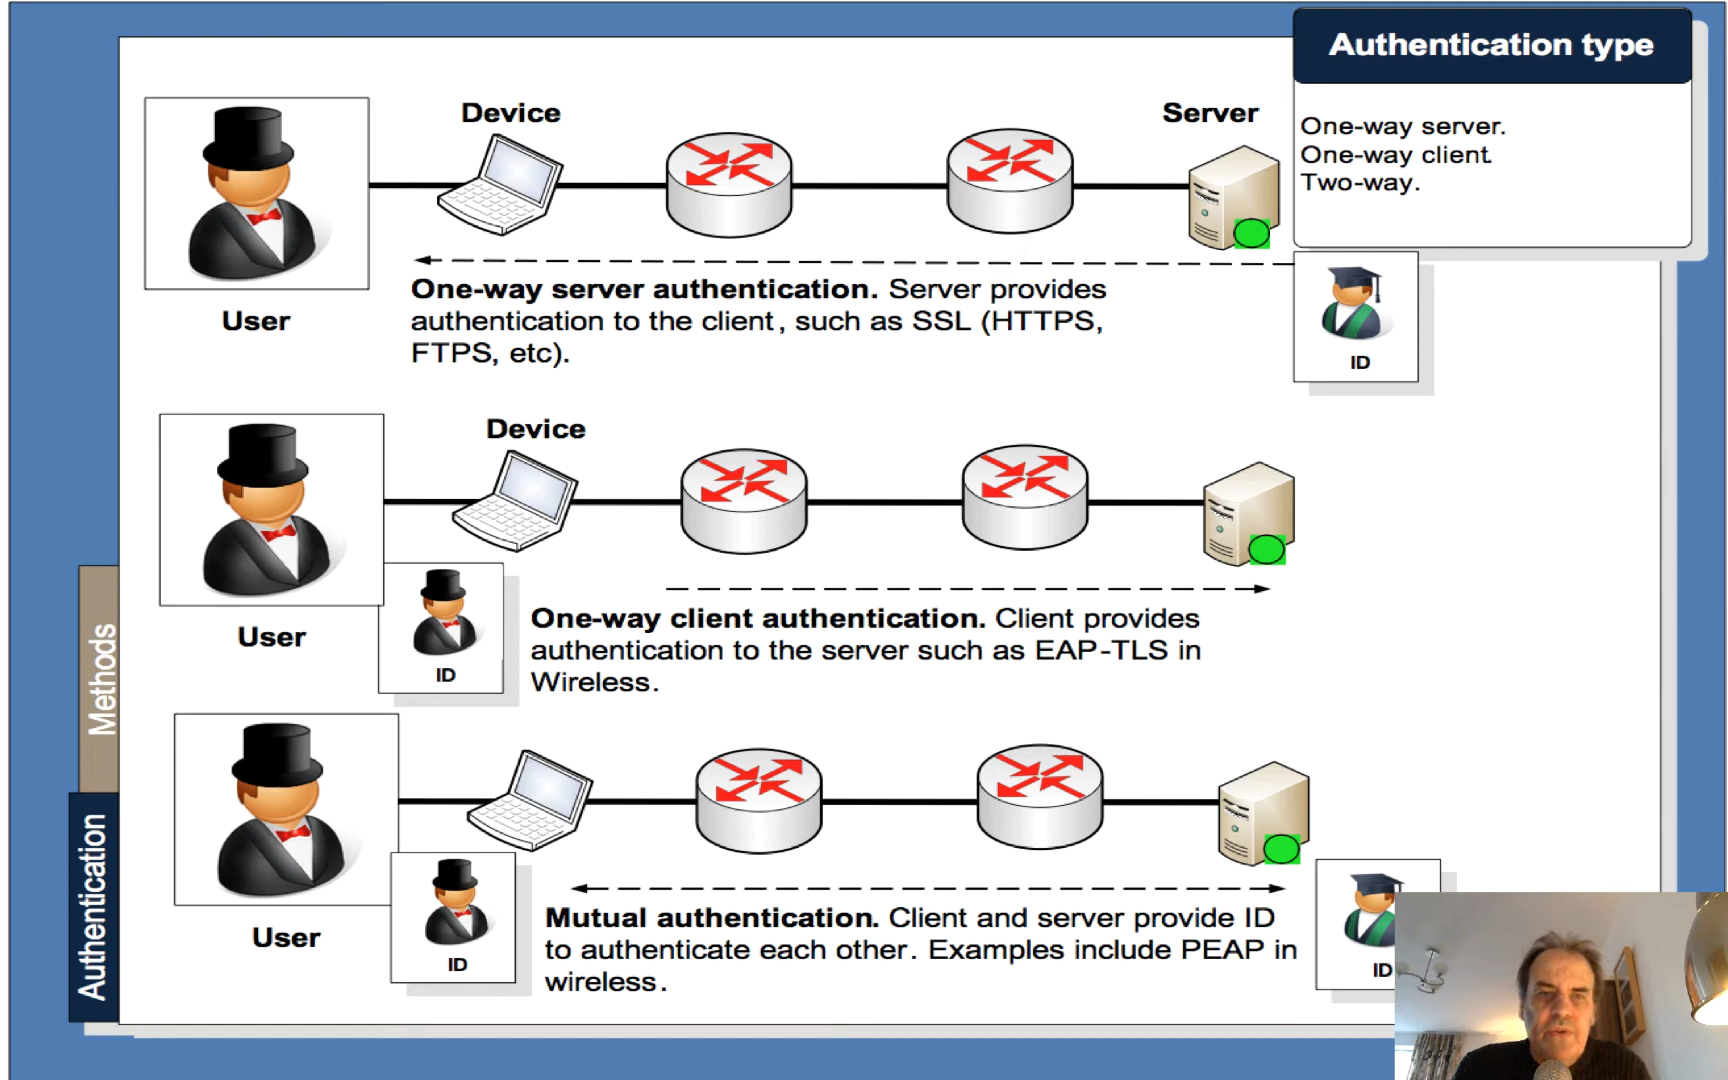 Authentication type
One-way server.
One-way client.
Two-way.
Device
Server
User
One-way server authentication. Server provides
authentication to the client, such as SSL (HTTPS,
FTPS, etc).
ID
Device
User
ID
One-way client authentication. Client provides
authentication to the server such as EAP-TLS in
Wireless.
User
ID
Mutual authentication. Client and server provide ID
to authenticate each other. Examples include PEAP in
wireless.
ID
Methods
Authentication